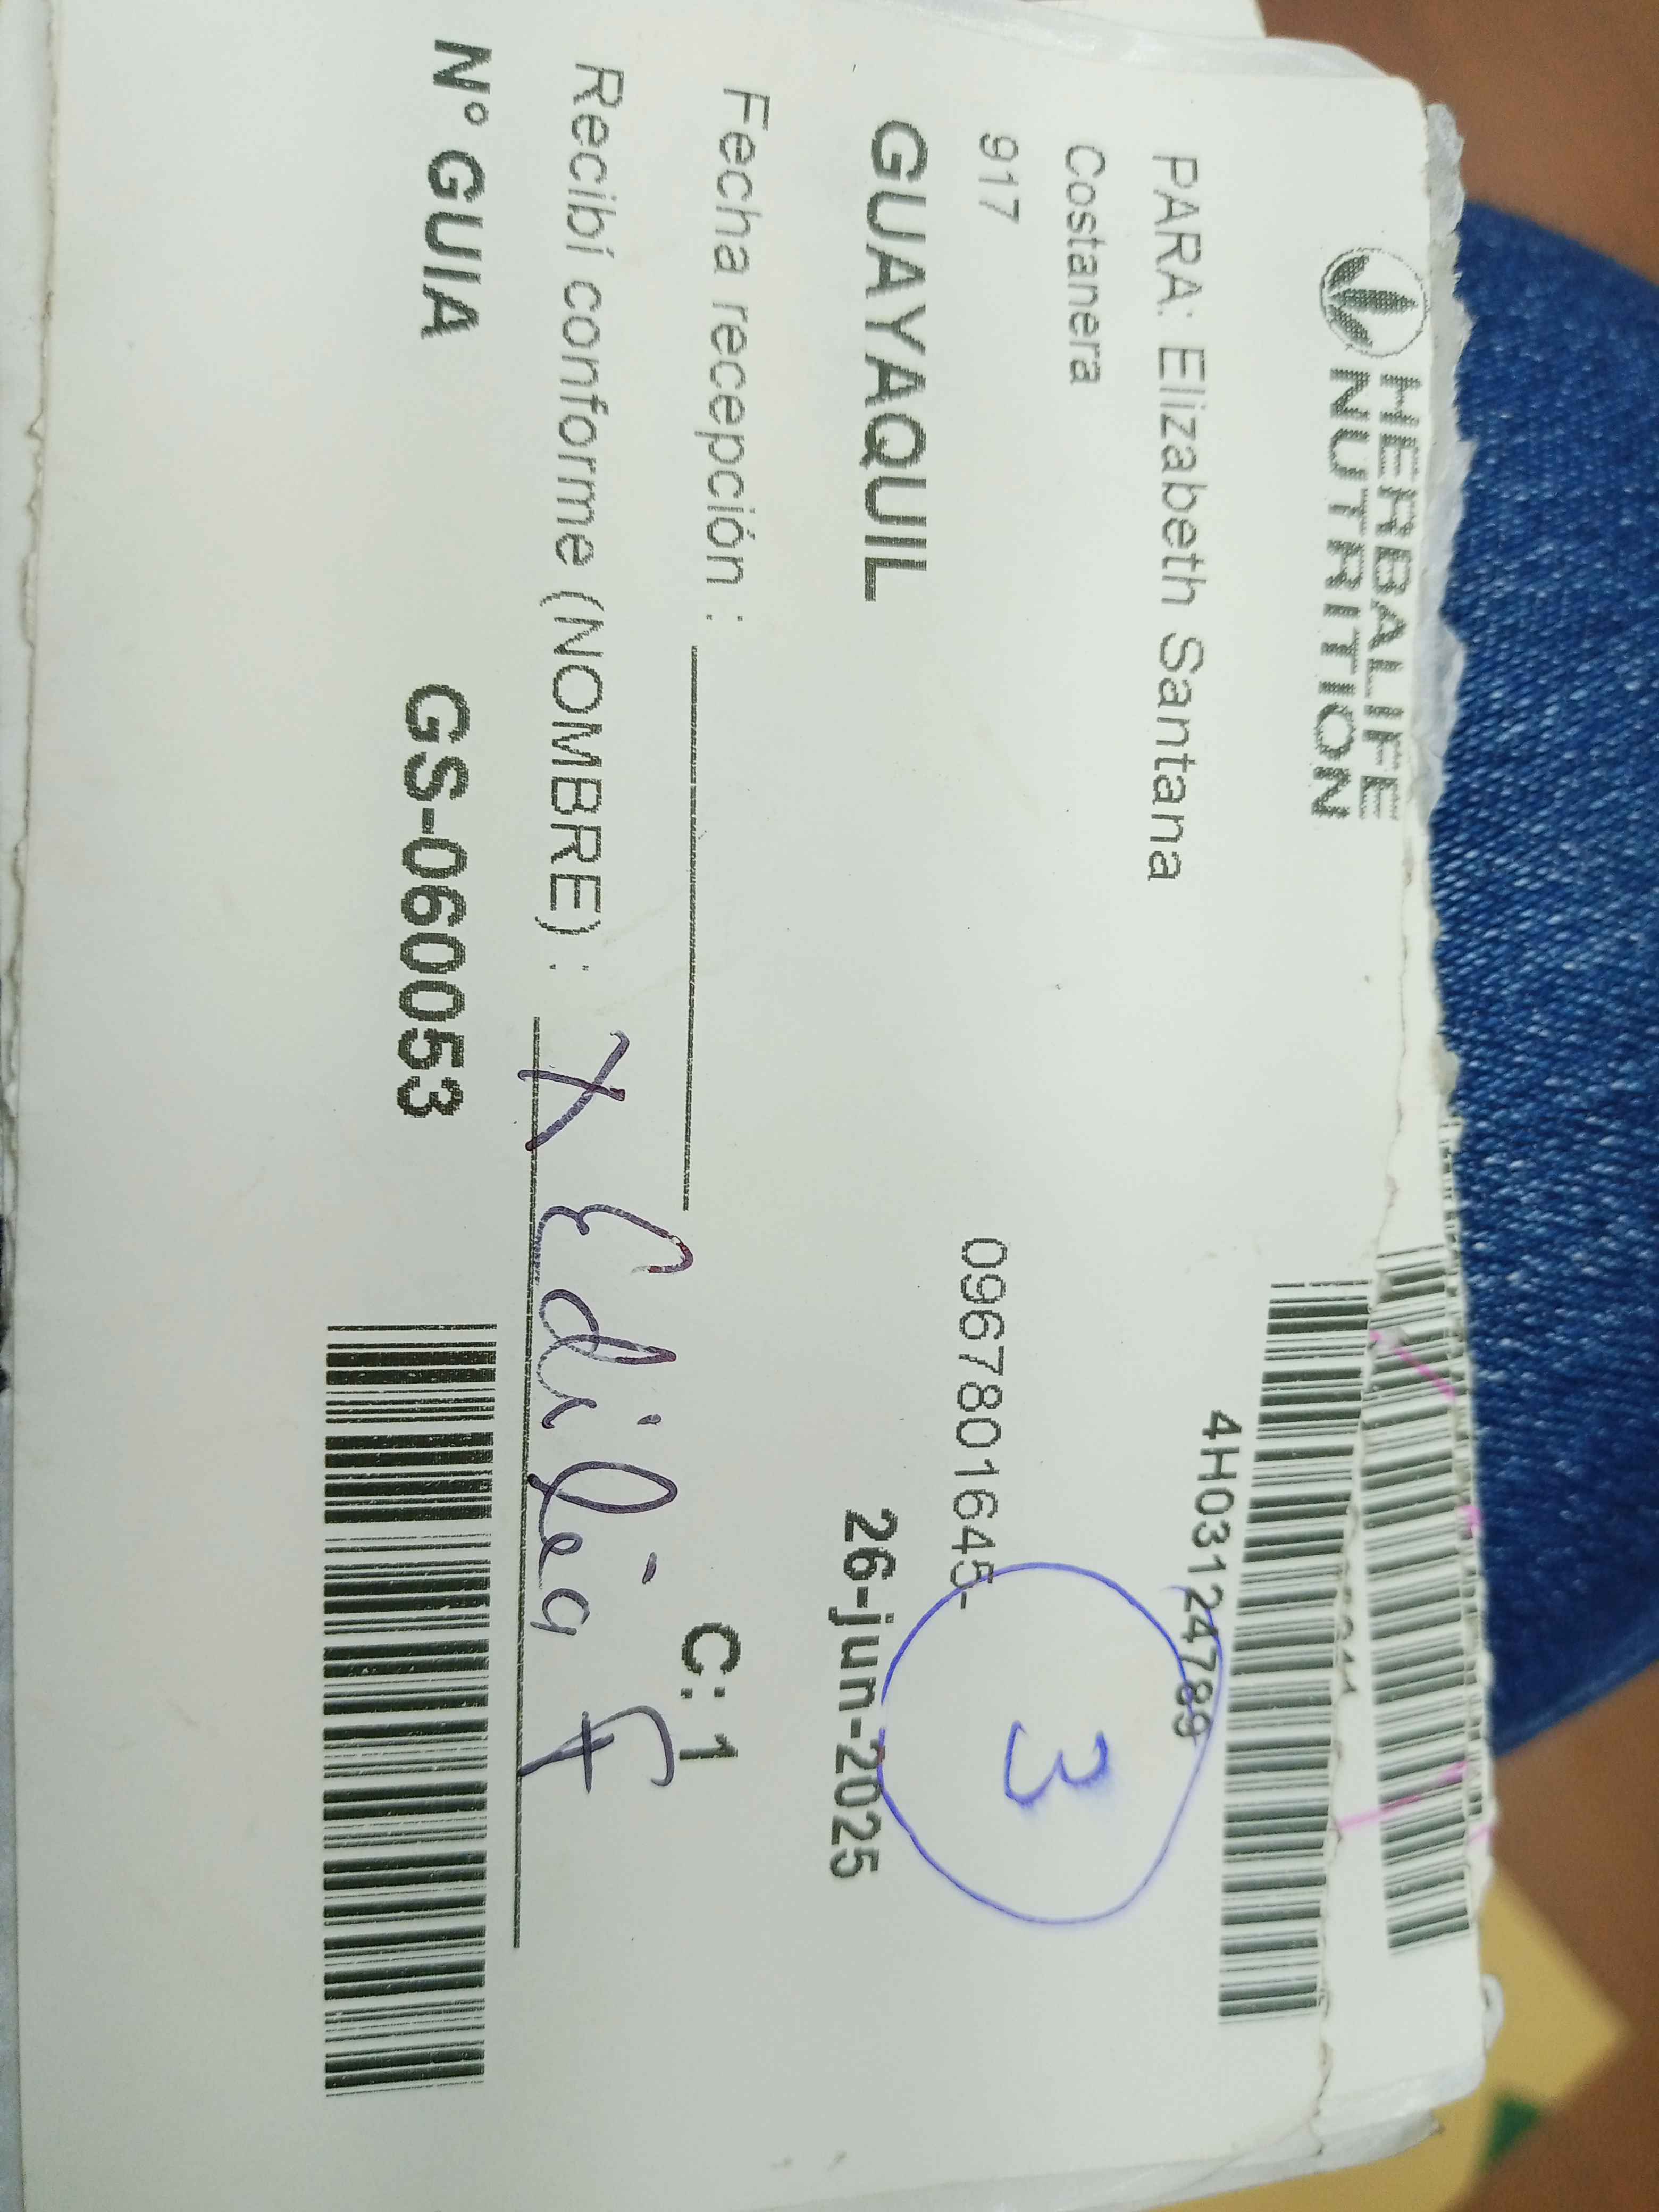 HERBALIFE
NUTRITION
4H03124789
PARA: Elizabeth Santana
Costanera
917
0967801645-
3
GUAYAQUIL
26-jun-2025
Fecha recepción :
C: 1
Recibí conforme (NOMBRE) : X Edilia F
N° GUIA
GS-060053